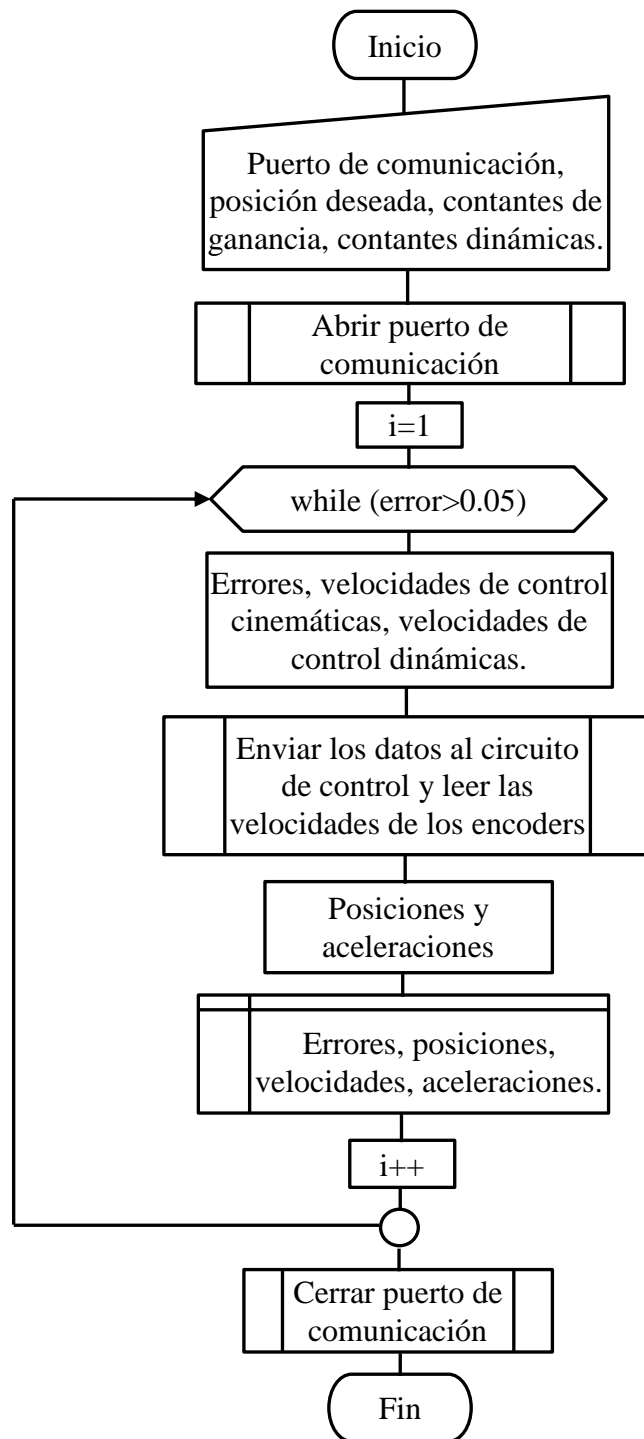 Inicio
Puerto de comunicación,
posición deseada, contantes de
ganancia, contantes dinámicas.
Abrir puerto de
comunicación
i=1
while (error>0.05)
Errores, velocidades de control
cinemáticas, velocidades de
control dinámicas.
Enviar los datos al circuito
de control y leer las
velocidades de los encoders
Posiciones y
aceleraciones
Errores, posiciones,
velocidades, aceleraciones.
i++
Cerrar puerto de
comunicación
Fin